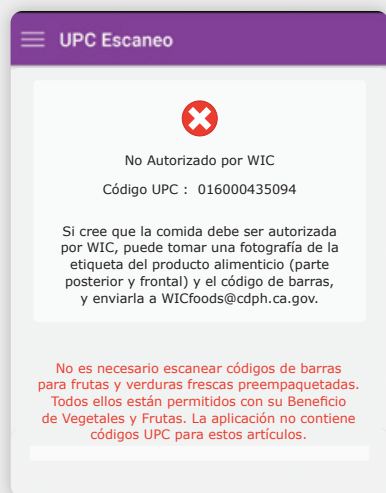 UPC Escaneo
No Autorizado por WIC
Código UPC : 016000435094
Si cree que la comida debe ser autorizada
por WIC, puede tomar una fotografía de la
etiqueta del producto alimenticio (parte
posterior y frontal) y el código de barras,
y enviarla a WICfoods@cdph.ca.gov.
No es necesario escanear códigos de barras
para frutas y verduras frescas preempaquetadas.
Todos ellos están permitidos con su Beneficio
de Vegetales y Frutas. La aplicación no contiene
códigos UPC para estos artículos.